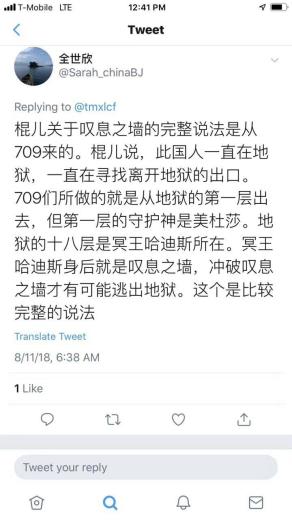 T-Mobile LTE
12:41 PM
Tweet
全世欣
@Sarah_chinaBJ
Replying to @tmxlcf
棍儿关于叹息之墙的完整说法是从
709来的。棍儿说，此国人一直在地
狱，一直在寻找离开地狱的出口。
709们所做的就是从地狱的第一层出
去，但第一层的守护神是美杜莎。地
狱的十八层是冥王哈迪斯所在。冥王
哈迪斯身后就是叹息之墙，冲破叹息
之墙才有可能逃出地狱。这个是比较
完整的说法
Translate Tweet
8/11/18, 6:38 AM
1 Like
Tweet your reply